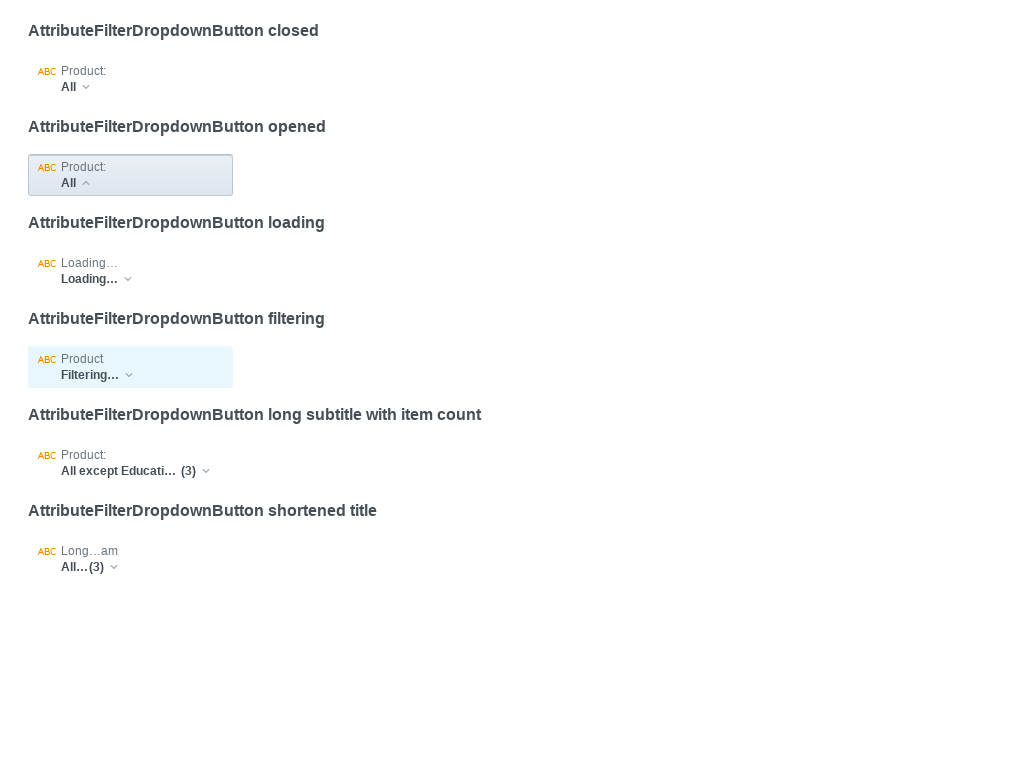 AttributeFilterDropdownButton closed
ABC Product:
All
AttributeFilterDropdownButton opened
ABC Product:
All
AttributeFilterDropdownButton loading
ABC Loading…
Loading…
AttributeFilterDropdownButton filtering
ABC Product
Filtering…
AttributeFilterDropdownButton long subtitle with item count
ABC Product:
All except Educati… (3)
AttributeFilterDropdownButton shortened title
ABC Long…am
All…(3)